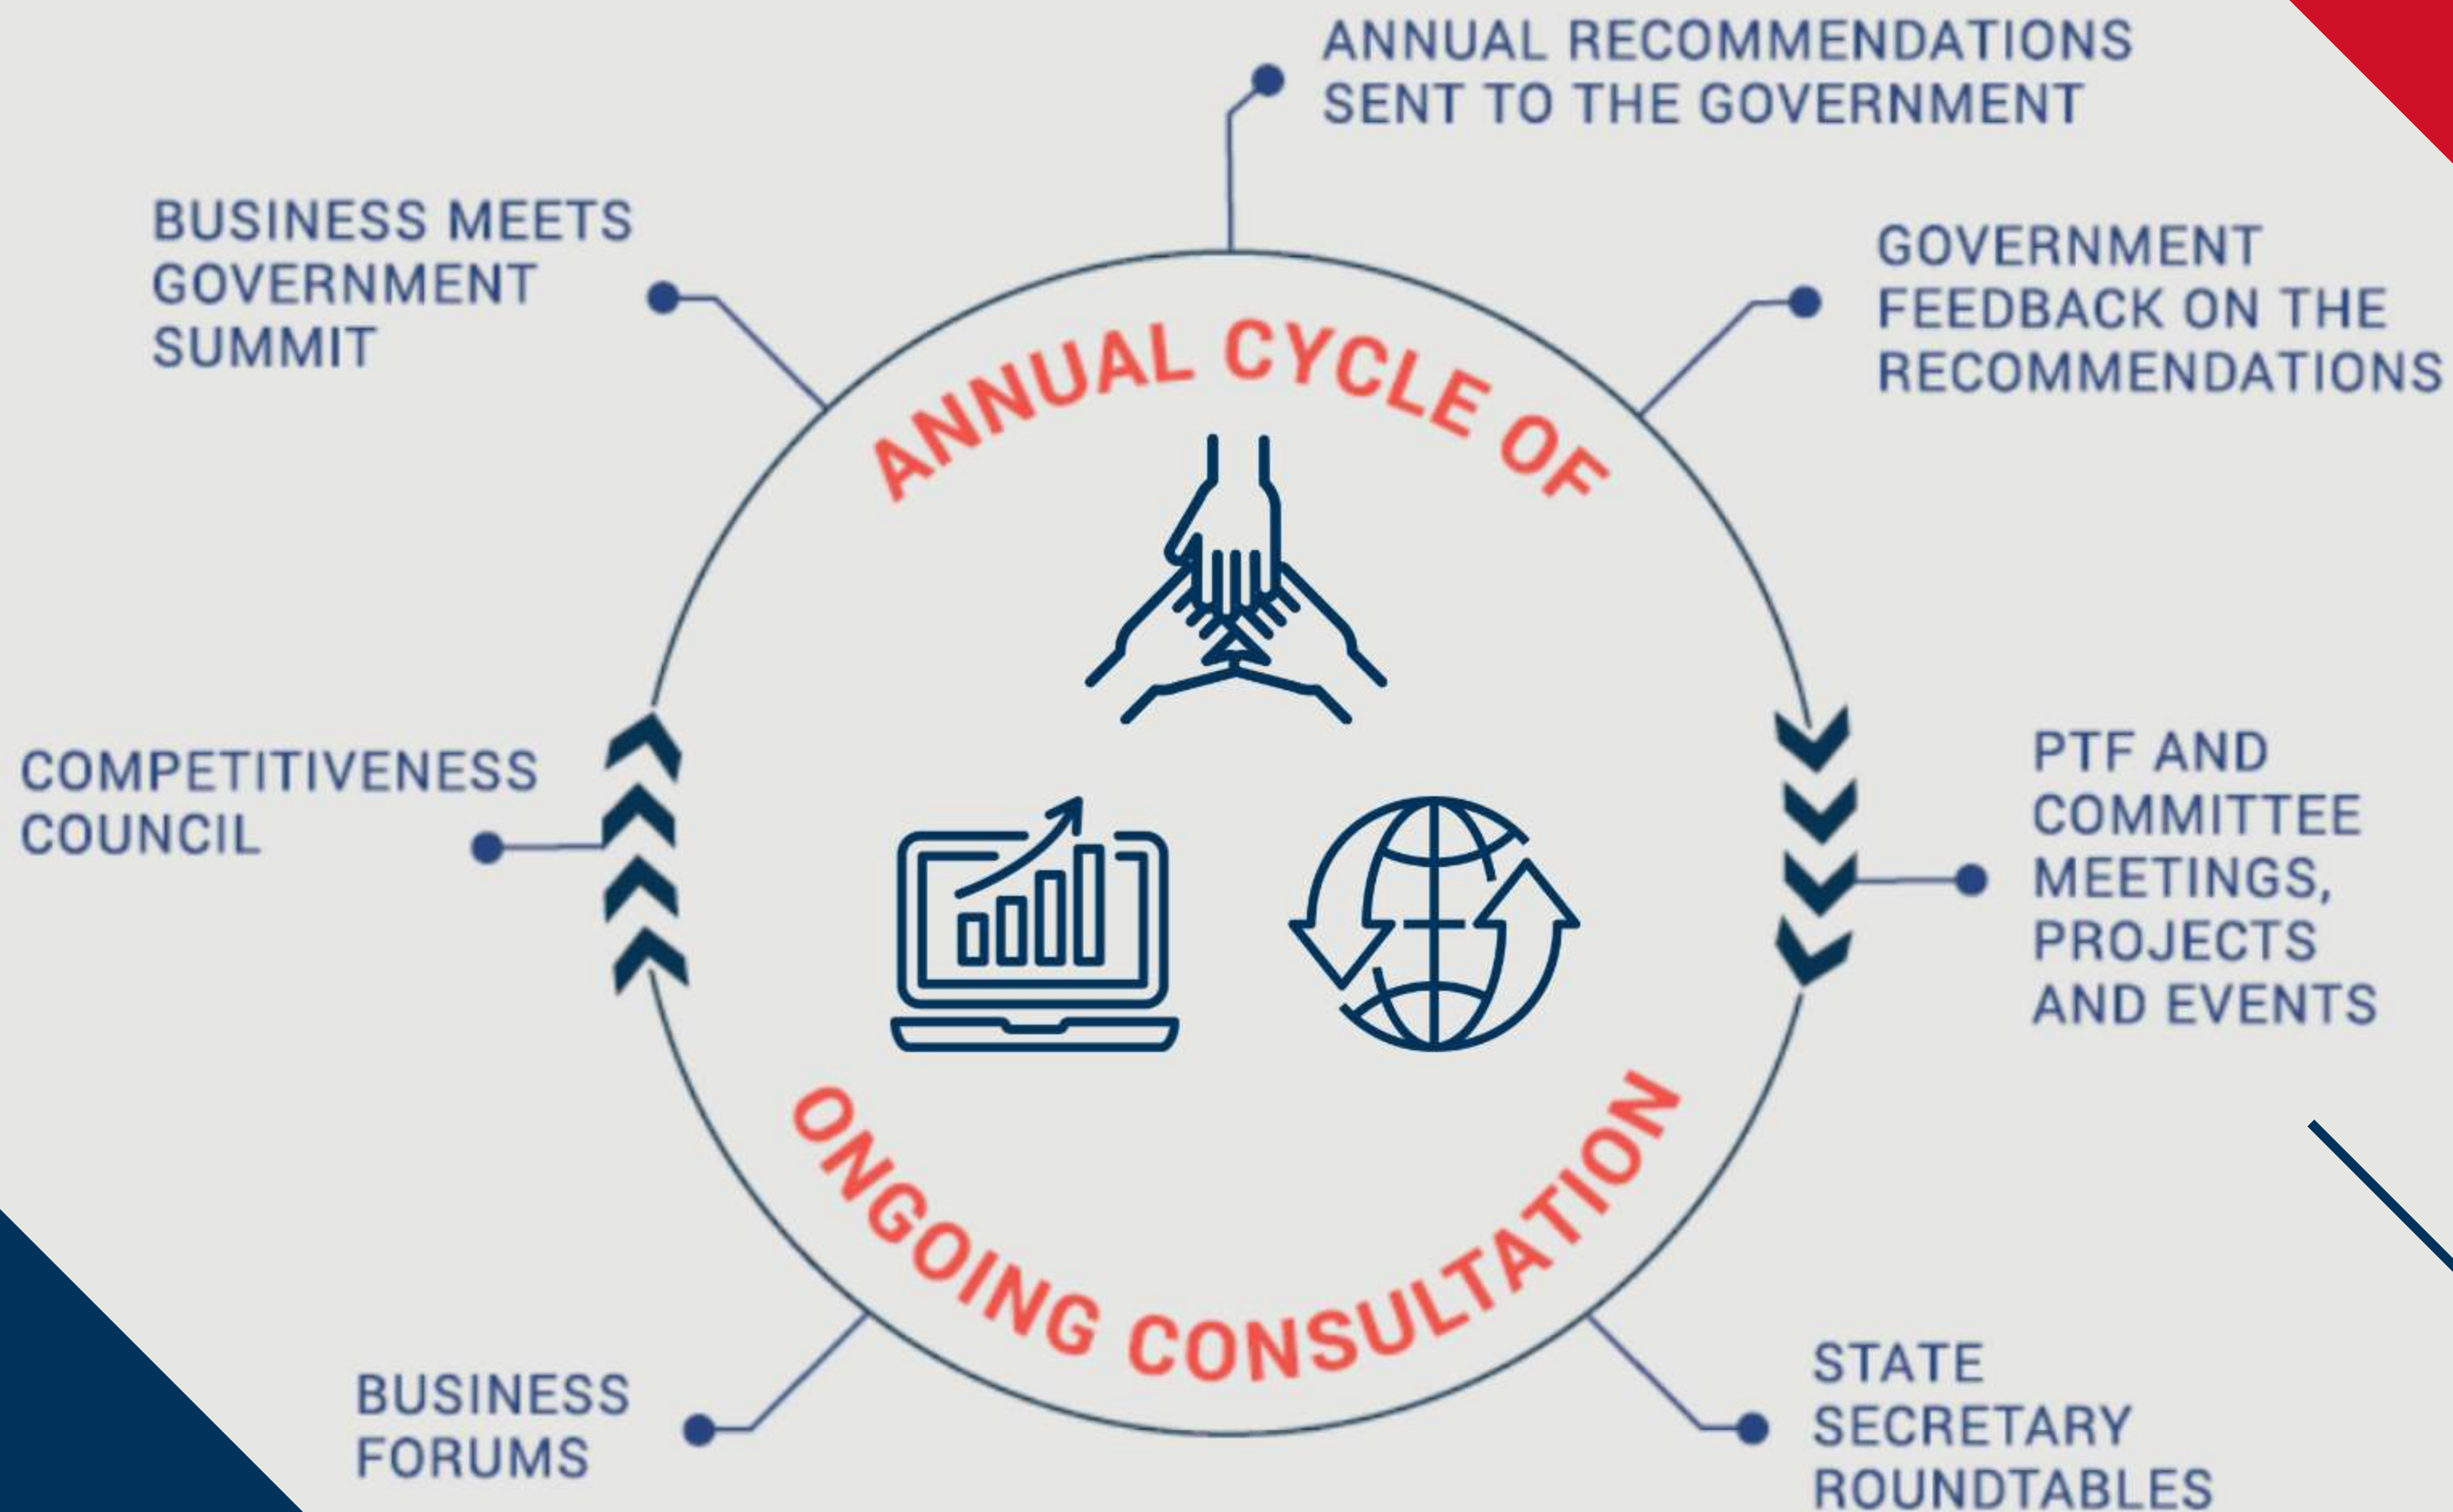 ANNUAL RECOMMENDATIONS
SENT TO THE GOVERNMENT
BUSINESS MEETS
GOVERNMENT
SUMMIT
GOVERNMENT
FEEDBACK ON THE
RECOMMENDATIONS
ANNUAL CYCLE OF
COMPETITIVENESS
COUNCIL
PTF AND
COMMITTEE
MEETINGS,
PROJECTS
AND EVENTS
ONGOING CONSULTATION
BUSINESS
FORUMS
STATE
SECRETARY
ROUNDTABLES